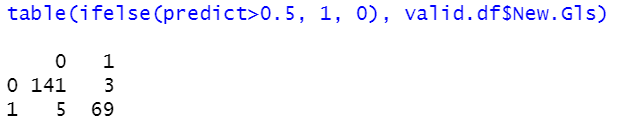 table(ifelse(predict>0.5, 1, 0), valid.df$New.Gls)
0 1
0 141 3
1 5 69